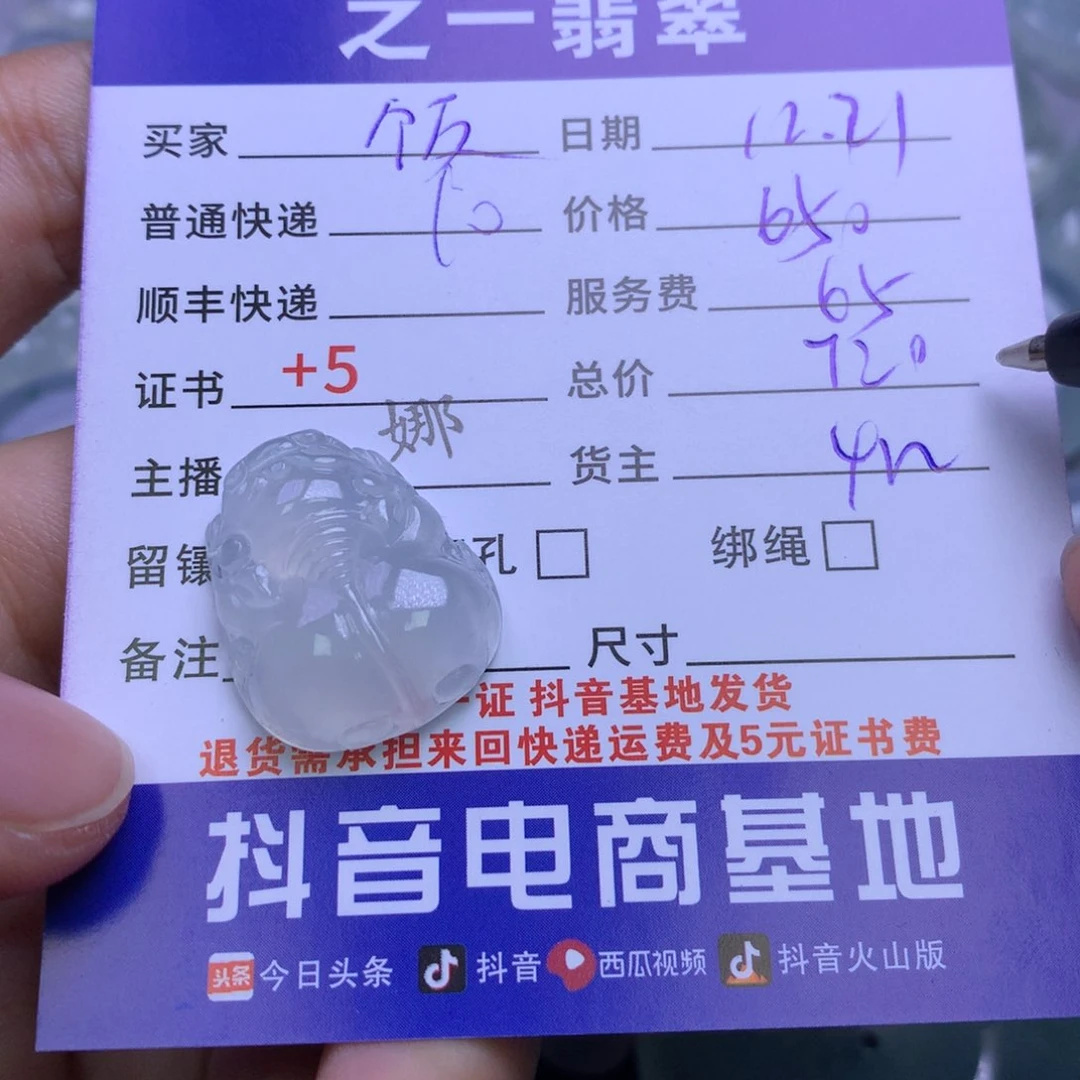 之一翡翠
买家 日期 12.21
普通快递 10 价格 650
顺丰快递 服务费 65
证书 +5 总价 720
主播 娜 货主
留镶 孔 绑绳
备注 尺寸
一证 抖音基地发货
退货需承担来回快递运费及5元证书费
抖音电商基地
头条 今日头条 抖音 西瓜视频 抖音火山版